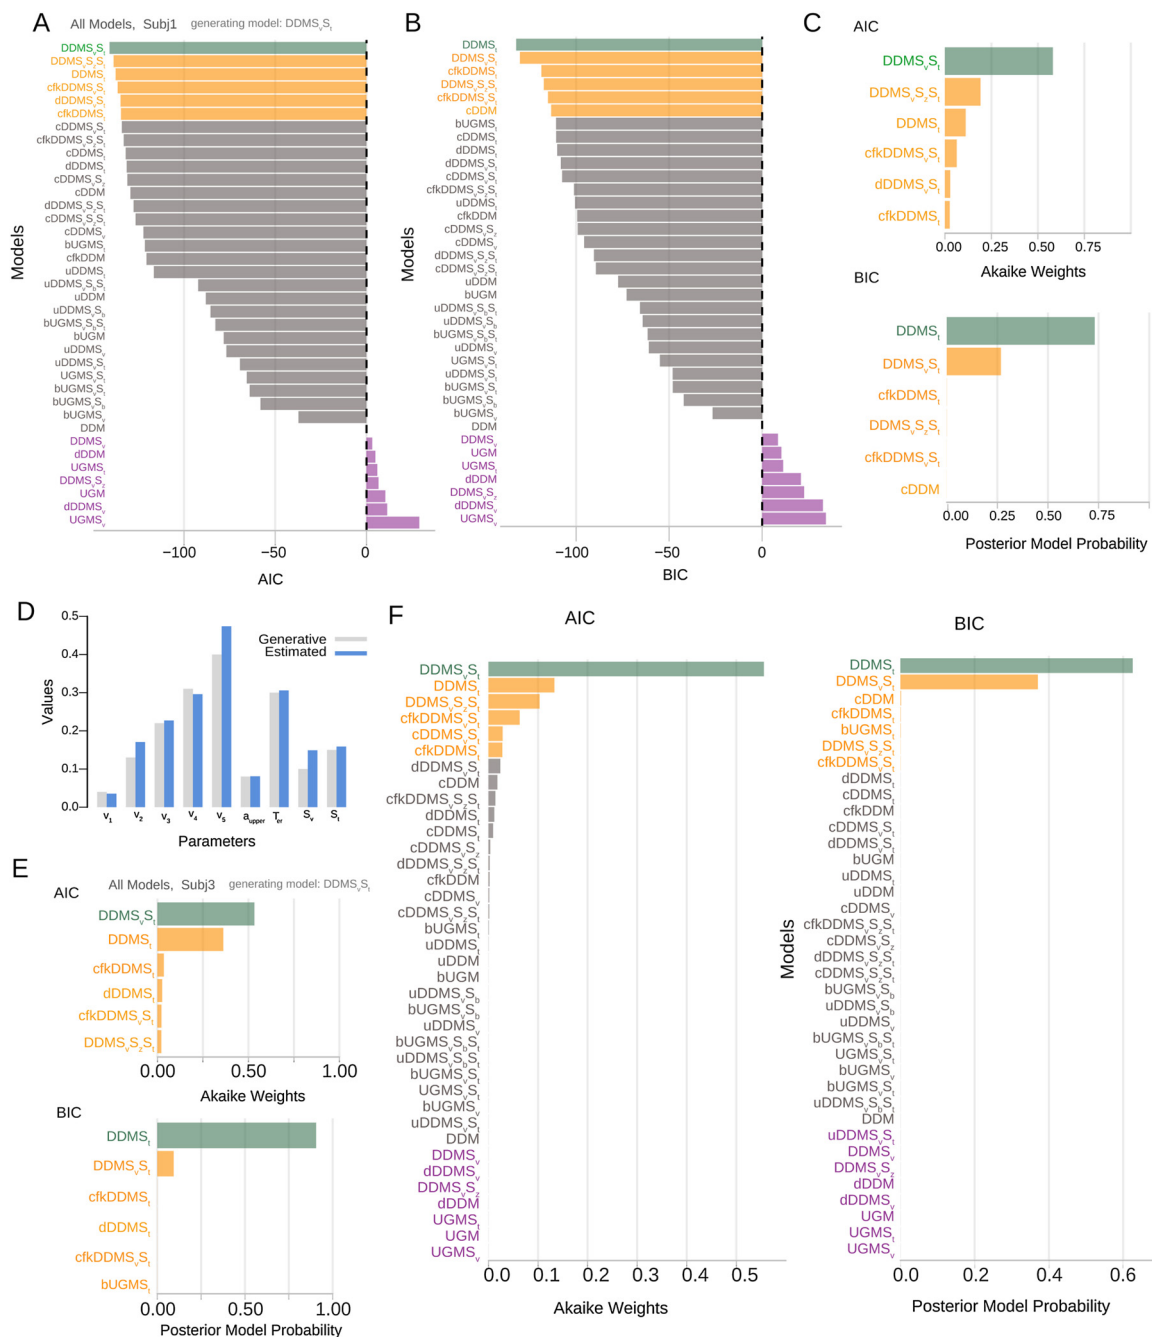 A
All Models, Subj1 generating model: DDMSvSt
DDMSvSt
DDMSvSzSt
DDMSt
cfkDDMSvSt
dDDMSvSt
cfkDDMSt
cDDMSvSt
cfkDDMSvSzSt
cDDMSt
dDDMSt
cDDMSvSz
cDDM
dDDMSvSzSt
cDDMSvSzSt
cDDMSv
bUGMSt
cfkDDM
uDDMSt
uDDMSvSbSt
uDDM
uDDMSvSb
bUGMSvSbSt
bUGM
uDDMSv
uDDMSvSt
UGMSvSt
bUGMSvSt
bUGMSvSb
bUGMSv
DDM
DDMSv
dDDM
UGMSt
DDMSvSz
UGM
dDDMSv
UGMSv
Models
−100 −50 0
AIC
B
DDMSt
DDMSvSt
cfkDDMSt
DDMSvSzSt
cfkDDMSvSt
cDDM
bUGMSt
cDDMSt
dDDMSt
dDDMSvSt
cDDMSvSt
cfkDDMSvSzSt
uDDMSt
cfkDDM
cDDMSvSz
cDDMSv
dDDMSvSzSt
cDDMSvSzSt
uDDM
bUGM
uDDMSvSbSt
uDDMSvSb
bUGMSvSbSt
uDDMSv
UGMSvSt
uDDMSvSt
bUGMSvSt
bUGMSvSb
bUGMSv
DDM
DDMSv
UGM
UGMSt
dDDM
DDMSvSz
dDDMSv
UGMSv
Models
−100 −50 0
BIC
C
AIC
DDMSvSt
DDMSvSzSt
DDMSt
cfkDDMSvSt
dDDMSvSt
cfkDDMSt
0.00 0.25 0.50 0.75
Akaike Weights
BIC
DDMSt
DDMSvSt
cfkDDMSt
DDMSvSzSt
cfkDDMSvSt
cDDM
0.00 0.25 0.50 0.75
Posterior Model Probability
D
0.5
0.4
0.3
0.2
0.1
0.0
Values
Generative
Estimated
v1 v2 v3 v4 v5 aupper Ter Sv St
Parameters
E
All Models, Subj3 generating model: DDMSvSt
AIC
DDMSvSt
DDMSt
cfkDDMSt
dDDMSt
cfkDDMSvSt
DDMSvSzSt
0.00 0.50 1.00
Akaike Weights
BIC
DDMSt
DDMSvSt
cfkDDMSt
dDDMSt
cfkDDMSvSt
bUGMSt
0.00 0.50 1.00
Posterior Model Probability
F
AIC
DDMSvSt
DDMSt
DDMSvSzSt
cfkDDMSvSt
cDDMSvSt
cfkDDMSt
dDDMSvSt
cDDM
cfkDDMSvSzSt
dDDMSt
cDDMSt
cDDMSvSz
dDDMSvSzSt
cfkDDM
cDDMSv
cDDMSvSzSt
bUGMSt
uDDMSt
uDDM
bUGM
uDDMSvSb
bUGMSvSb
uDDMSv
bUGMSvSbSt
uDDMSvSbSt
bUGMSvSt
UGMSvSt
bUGMSv
uDDMSvSt
DDM
DDMSv
dDDMSv
DDMSvSz
dDDM
UGMSt
UGM
UGMSv
0.0 0.1 0.2 0.3 0.4 0.5
Akaike Weights
BIC
DDMSt
DDMSvSt
cDDM
cfkDDMSt
bUGMSt
DDMSvSzSt
cfkDDMSvSt
dDDMSt
cDDMSt
cfkDDM
cDDMSvSt
dDDMSvSt
bUGM
uDDMSt
uDDM
cDDMSv
cfkDDMSvSzSt
cDDMSvSz
dDDMSvSzSt
cDDMSvSzSt
bUGMSvSb
uDDMSvSb
uDDMSv
bUGMSvSbSt
UGMSvSt
bUGMSv
bUGMSvSt
uDDMSvSbSt
DDM
uDDMSvSt
DDMSv
DDMSvSz
dDDM
dDDMSv
UGM
UGMSt
UGMSv
Models
0.0 0.2 0.4 0.6
Posterior Model Probability